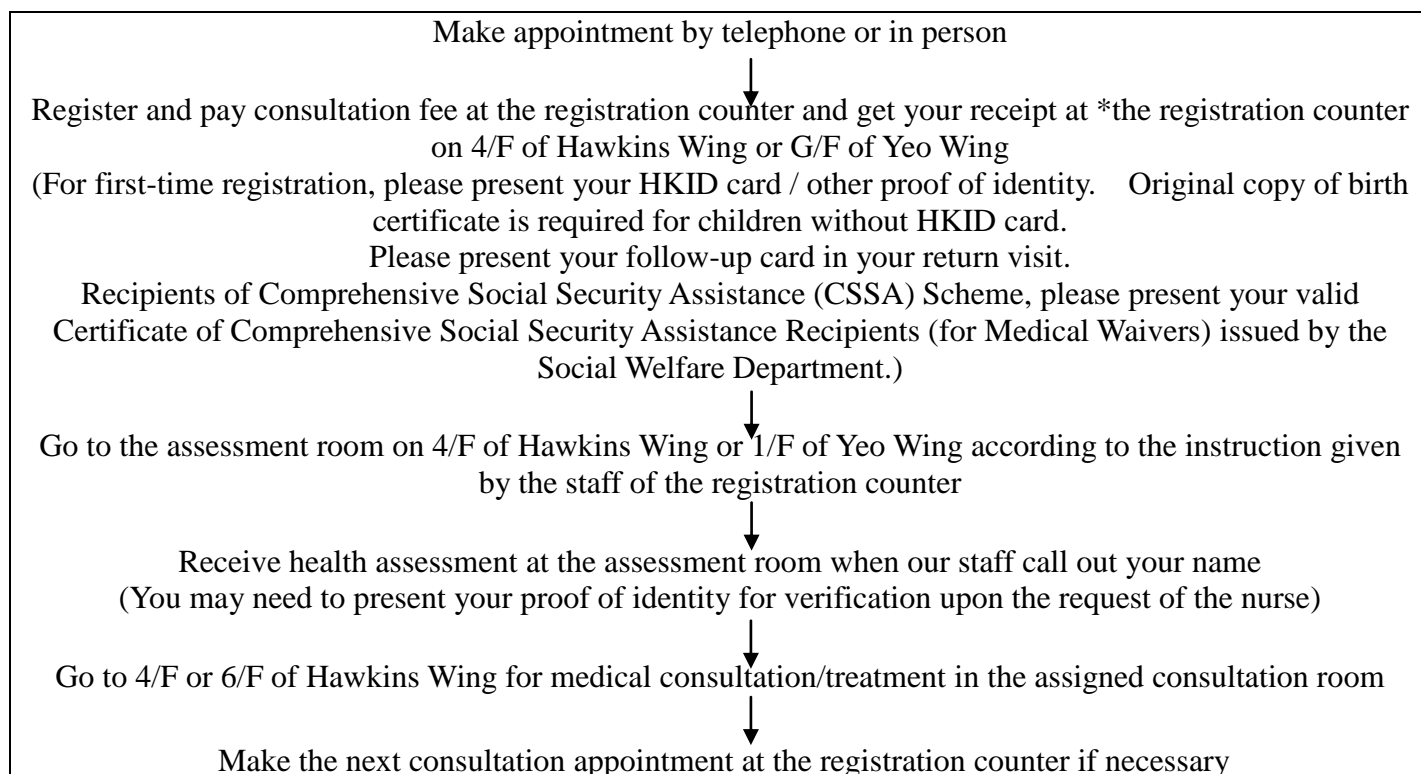 Make appointment by telephone or in person
Register and pay consultation fee at the registration counter and get your receipt at *the registration counter
on 4/F of Hawkins Wing or G/F of Yeo Wing
(For first-time registration, please present your HKID card / other proof of identity.    Original copy of birth
certificate is required for children without HKID card.
Please present your follow-up card in your return visit.
Recipients of Comprehensive Social Security Assistance (CSSA) Scheme, please present your valid
Certificate of Comprehensive Social Security Assistance Recipients (for Medical Waivers) issued by the
Social Welfare Department.)
Go to the assessment room on 4/F of Hawkins Wing or 1/F of Yeo Wing according to the instruction given
by the staff of the registration counter
Receive health assessment at the assessment room when our staff call out your name
(You may need to present your proof of identity for verification upon the request of the nurse)
Go to 4/F or 6/F of Hawkins Wing for medical consultation/treatment in the assigned consultation room
Make the next consultation appointment at the registration counter if necessary